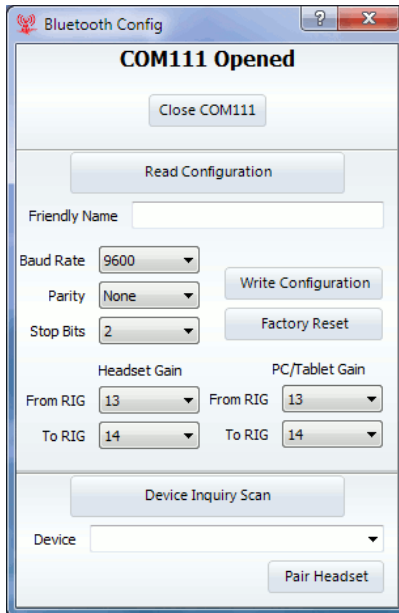 Bluetooth Config
COM111 Opened
Close COM111
Read Configuration
Friendly Name
Baud Rate 9600
Parity None
Write Configuration
Stop Bits 2
Factory Reset
Headset Gain PC/Tablet Gain
From RIG 13 From RIG 13
To RIG 14 To RIG 14
Device Inquiry Scan
Device
Pair Headset